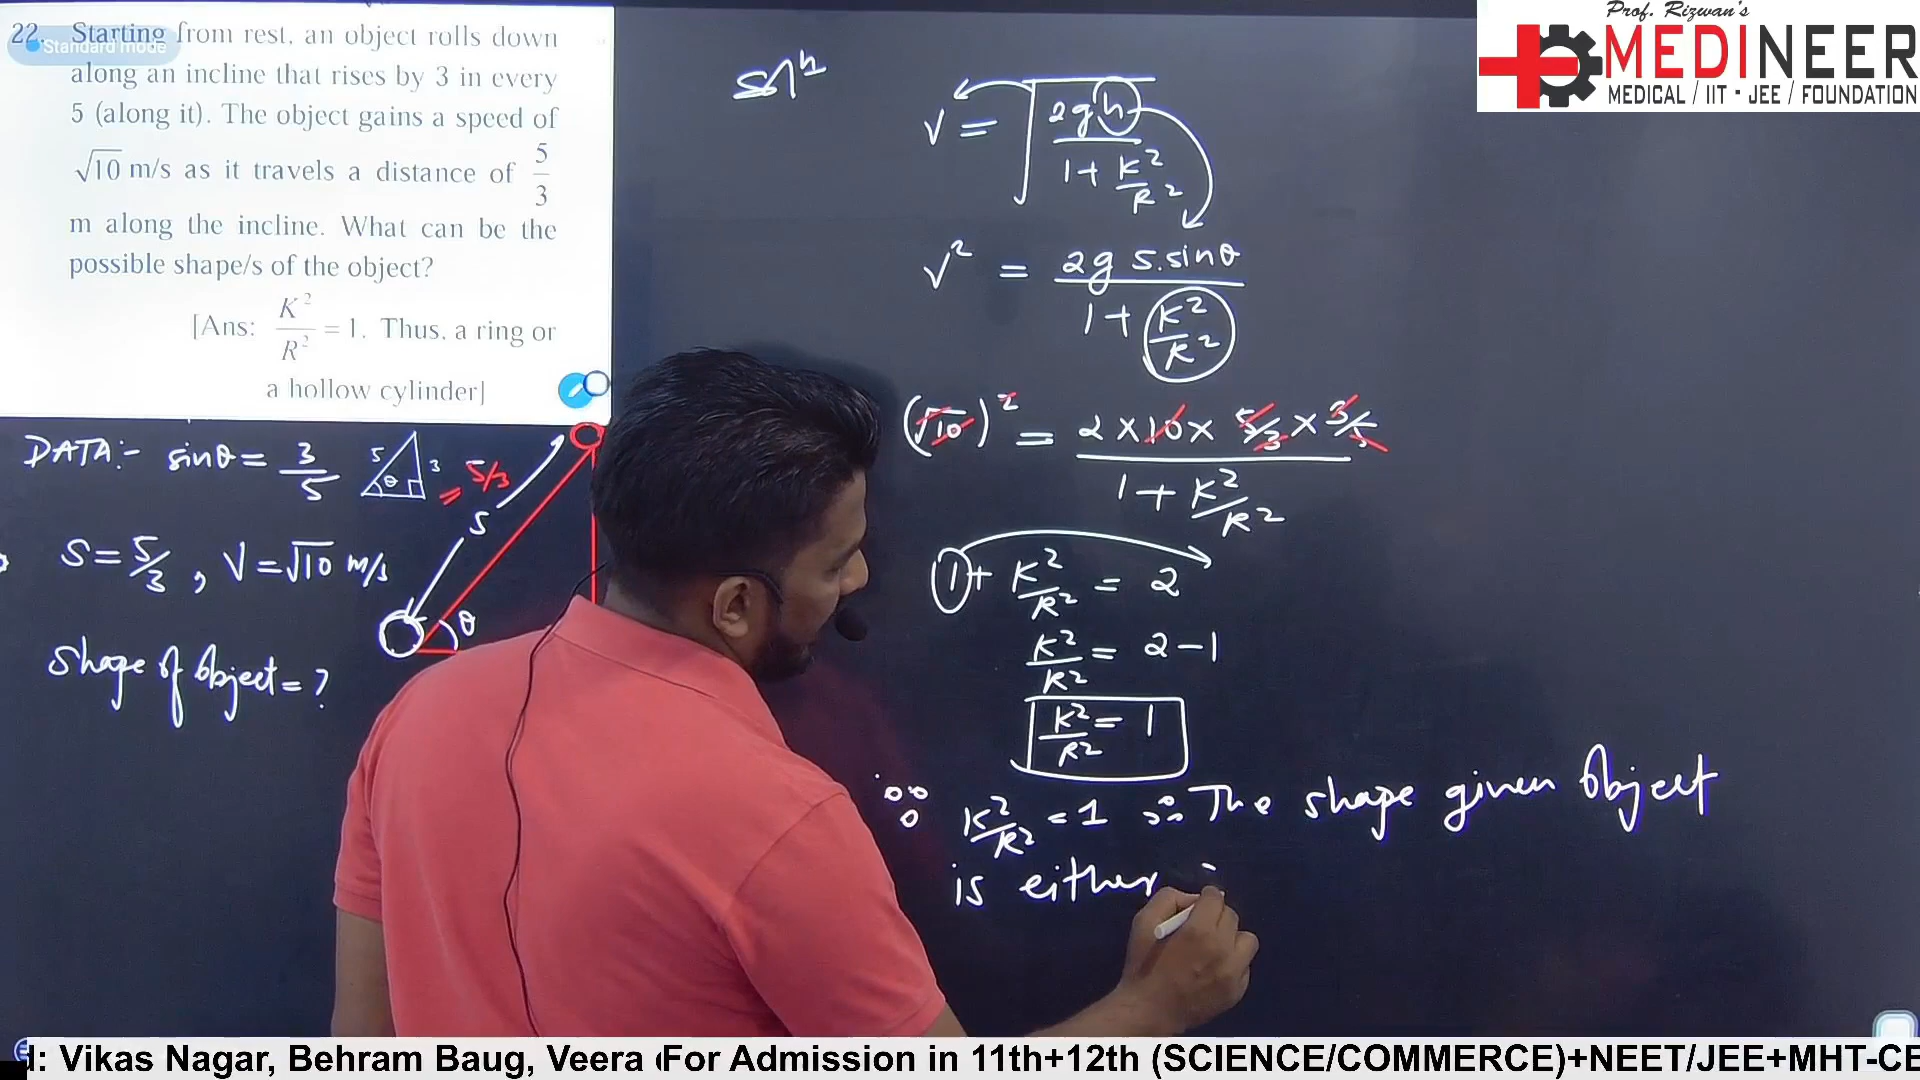 22. Starting from rest, an object rolls down
Standard mode
along an incline that rises by 3 in every
5 (along it). The object gains a speed of
√10 m/s as it travels a distance of 5/3
m along the incline. What can be the
possible shape/s of the object?
[Ans: K²/R² = 1. Thus, a ring or
a hollow cylinder]
DATA:- sinθ = 3/5
5 3 θ
= 5/3
S
S = 5/3 , V = √10 m/s
θ
Shape of Object = ?
Solⁿ
V = √(2gh / 1 + K²/R²)
V² = 2g s.sinθ / 1 + K²/R²
(√10)² = 2 × 10 × 5/3 × 3/5 / 1 + K²/R²
1 + K²/R² = 2
K²/R² = 2 - 1
K²/R² = 1
∵ K²/R² = 1 ∴ The shape given Object
is either
Prof. Rizwan's
MEDINEER
MEDICAL / IIT - JEE / FOUNDATION
d: Vikas Nagar, Behram Baug, Veera For Admission in 11th+12th (SCIENCE/COMMERCE)+NEET/JEE+MHT-CE